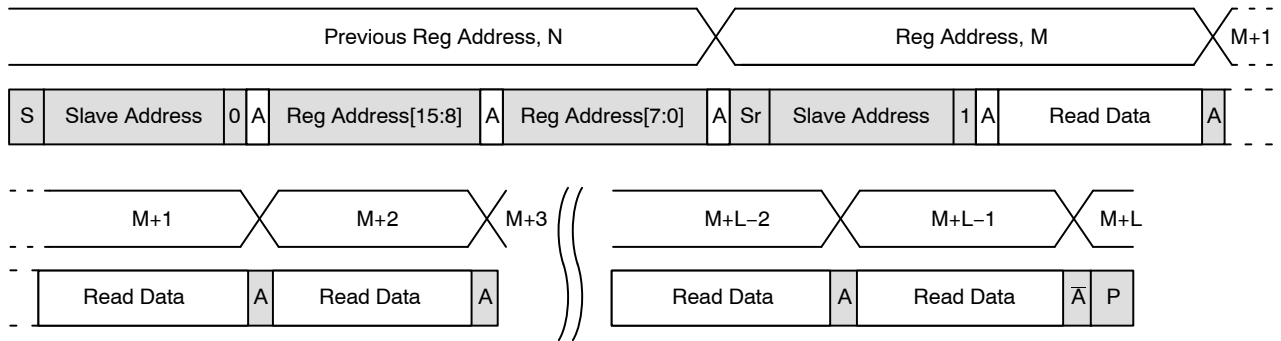 Previous Reg Address, N Reg Address, M M+1
S Slave Address 0 A Reg Address[15:8] A Reg Address[7:0] A Sr Slave Address 1 A Read Data A
M+1 M+2 M+3 M+L−2 M+L−1 M+L
Read Data A Read Data A Read Data A Read Data A̅ P